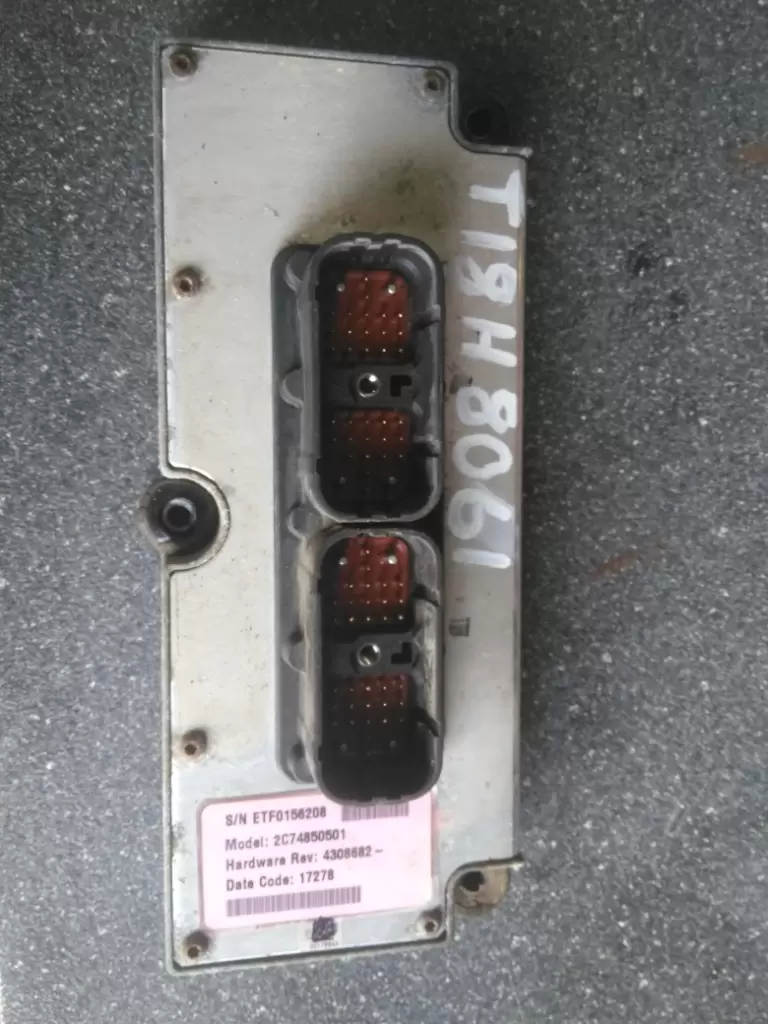 T18H8061
S/N ETF0156208
Model: 2C74850501
Hardware Rev: 4308682-
Date Code: 17278